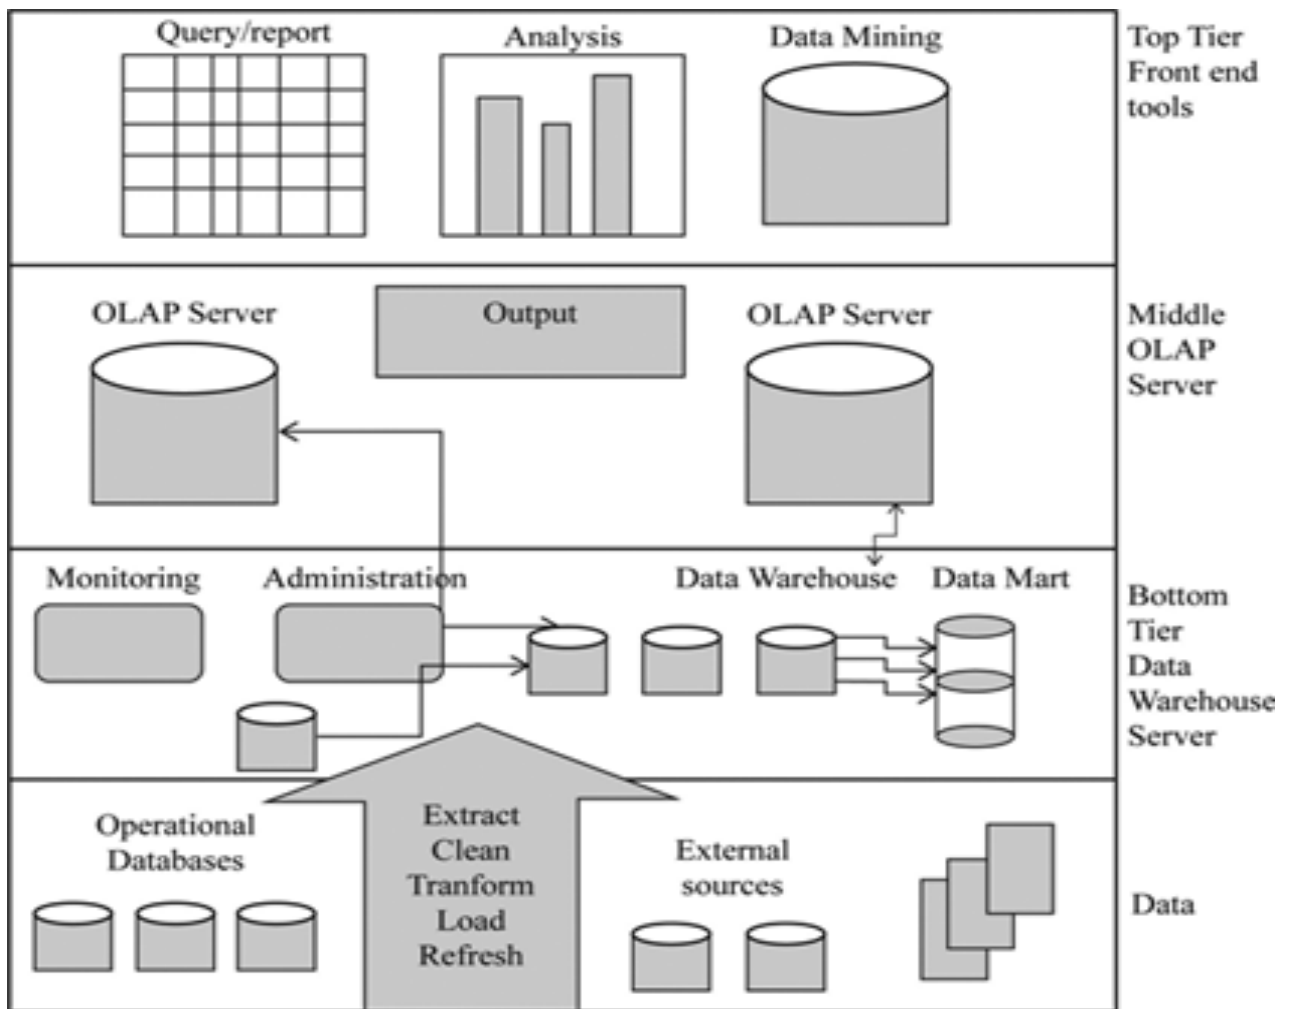 Query/report
Analysis
Data Mining
Top Tier
Front end
tools
OLAP Server
Output
OLAP Server
Middle
OLAP
Server
Monitoring
Administration
Data Warehouse
Data Mart
Bottom
Tier
Data
Warehouse
Server
Operational
Databases
Extract
Clean
Tranform
Load
Refresh
External
sources
Data